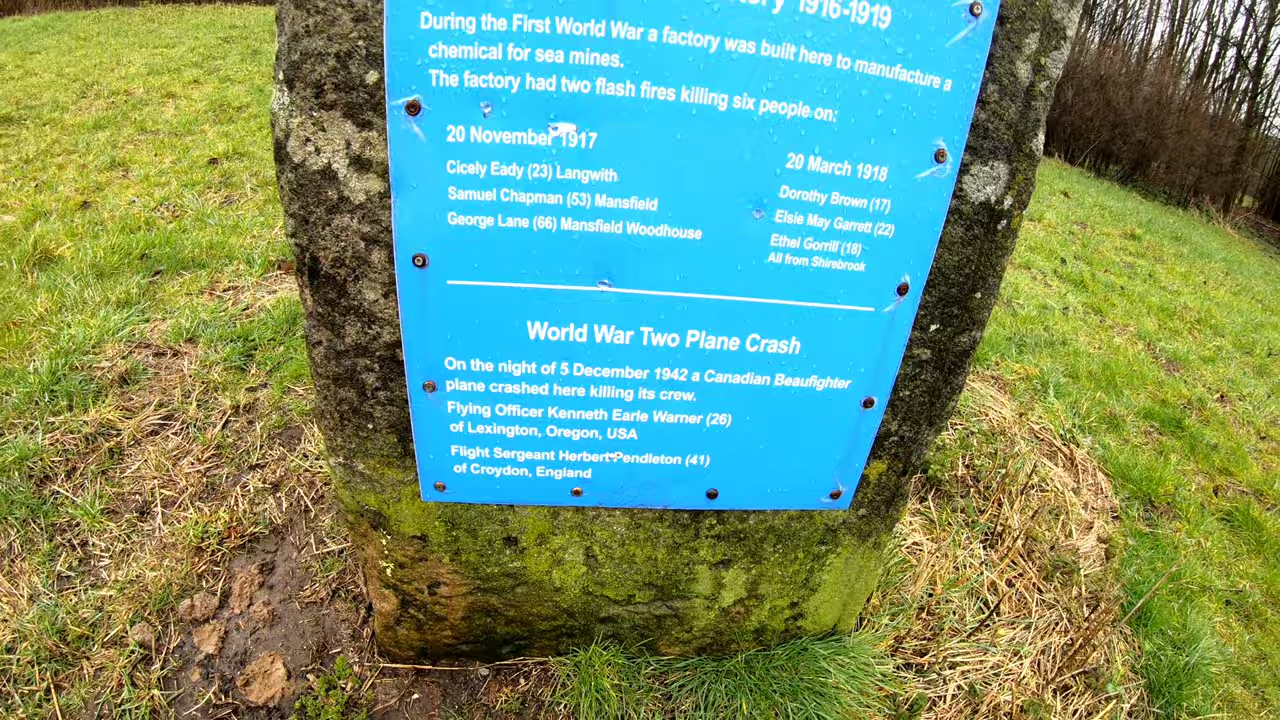 1916-1919
During the First World War a factory was built here to manufacture a
chemical for sea mines.
The factory had two flash fires killing six people on:
20 November 1917
Cicely Eady (23) Langwith
Samuel Chapman (53) Mansfield
George Lane (66) Mansfield Woodhouse
20 March 1918
Dorothy Brown (17)
Elsie May Garrett (22)
Ethel Gorrill (18)
All from Shirebrook
World War Two Plane Crash
On the night of 5 December 1942 a Canadian Beaufighter
plane crashed here killing its crew.
Flying Officer Kenneth Earle Warner (26)
of Lexington, Oregon, USA
Flight Sergeant Herbert Pendleton (41)
of Croydon, England